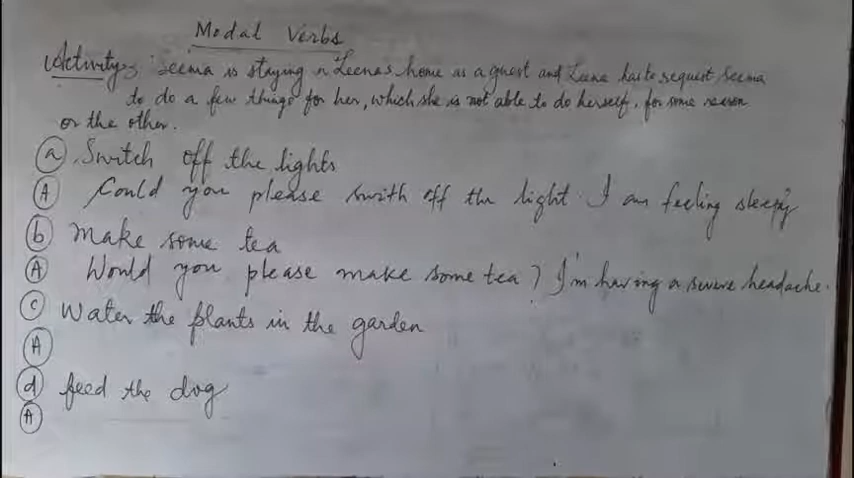 Modal Verbs
Activity: Seema is staying n Leena's home as a guest and Leena has to request Seema
to do a few things for her, which she is not able to do herself, for some reason
or the other.
(a) Switch off the lights
(A) Could you please swith off the light I am feeling sleepy
(b) Make some tea
(A) Would you please make some tea? I'm having a severe headache.
(c) Water the plants in the garden
(A)
(d) feed the dog
(A)